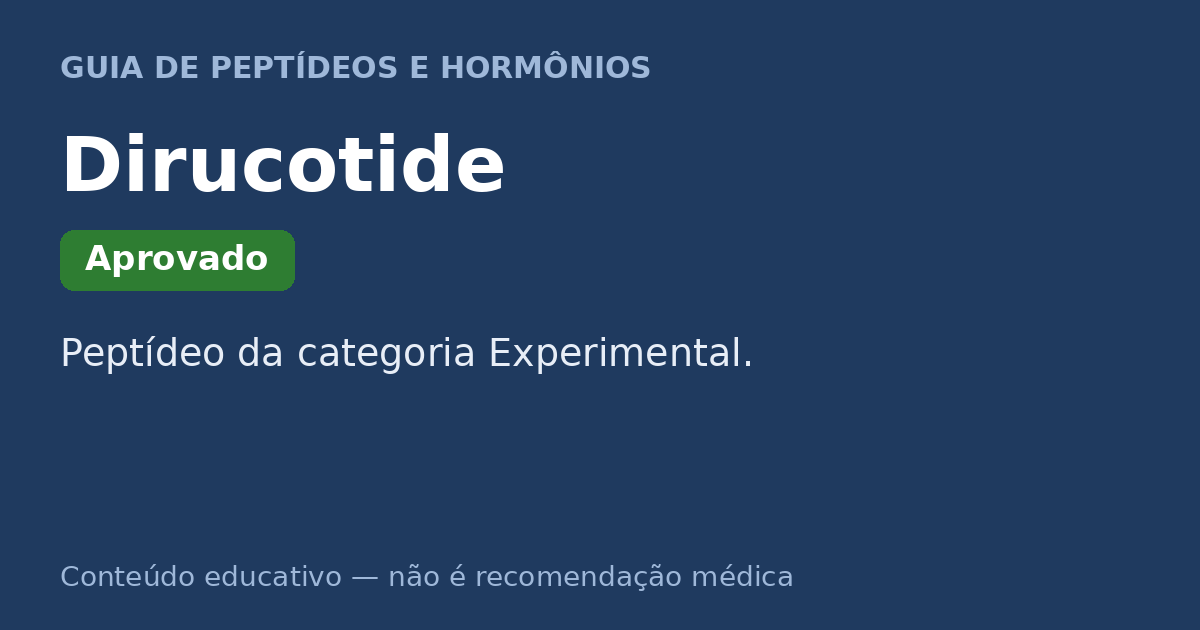 GUIA DE PEPTÍDEOS E HORMÔNIOS
Dirucotide
Aprovado
Peptídeo da categoria Experimental.
Conteúdo educativo — não é recomendação médica